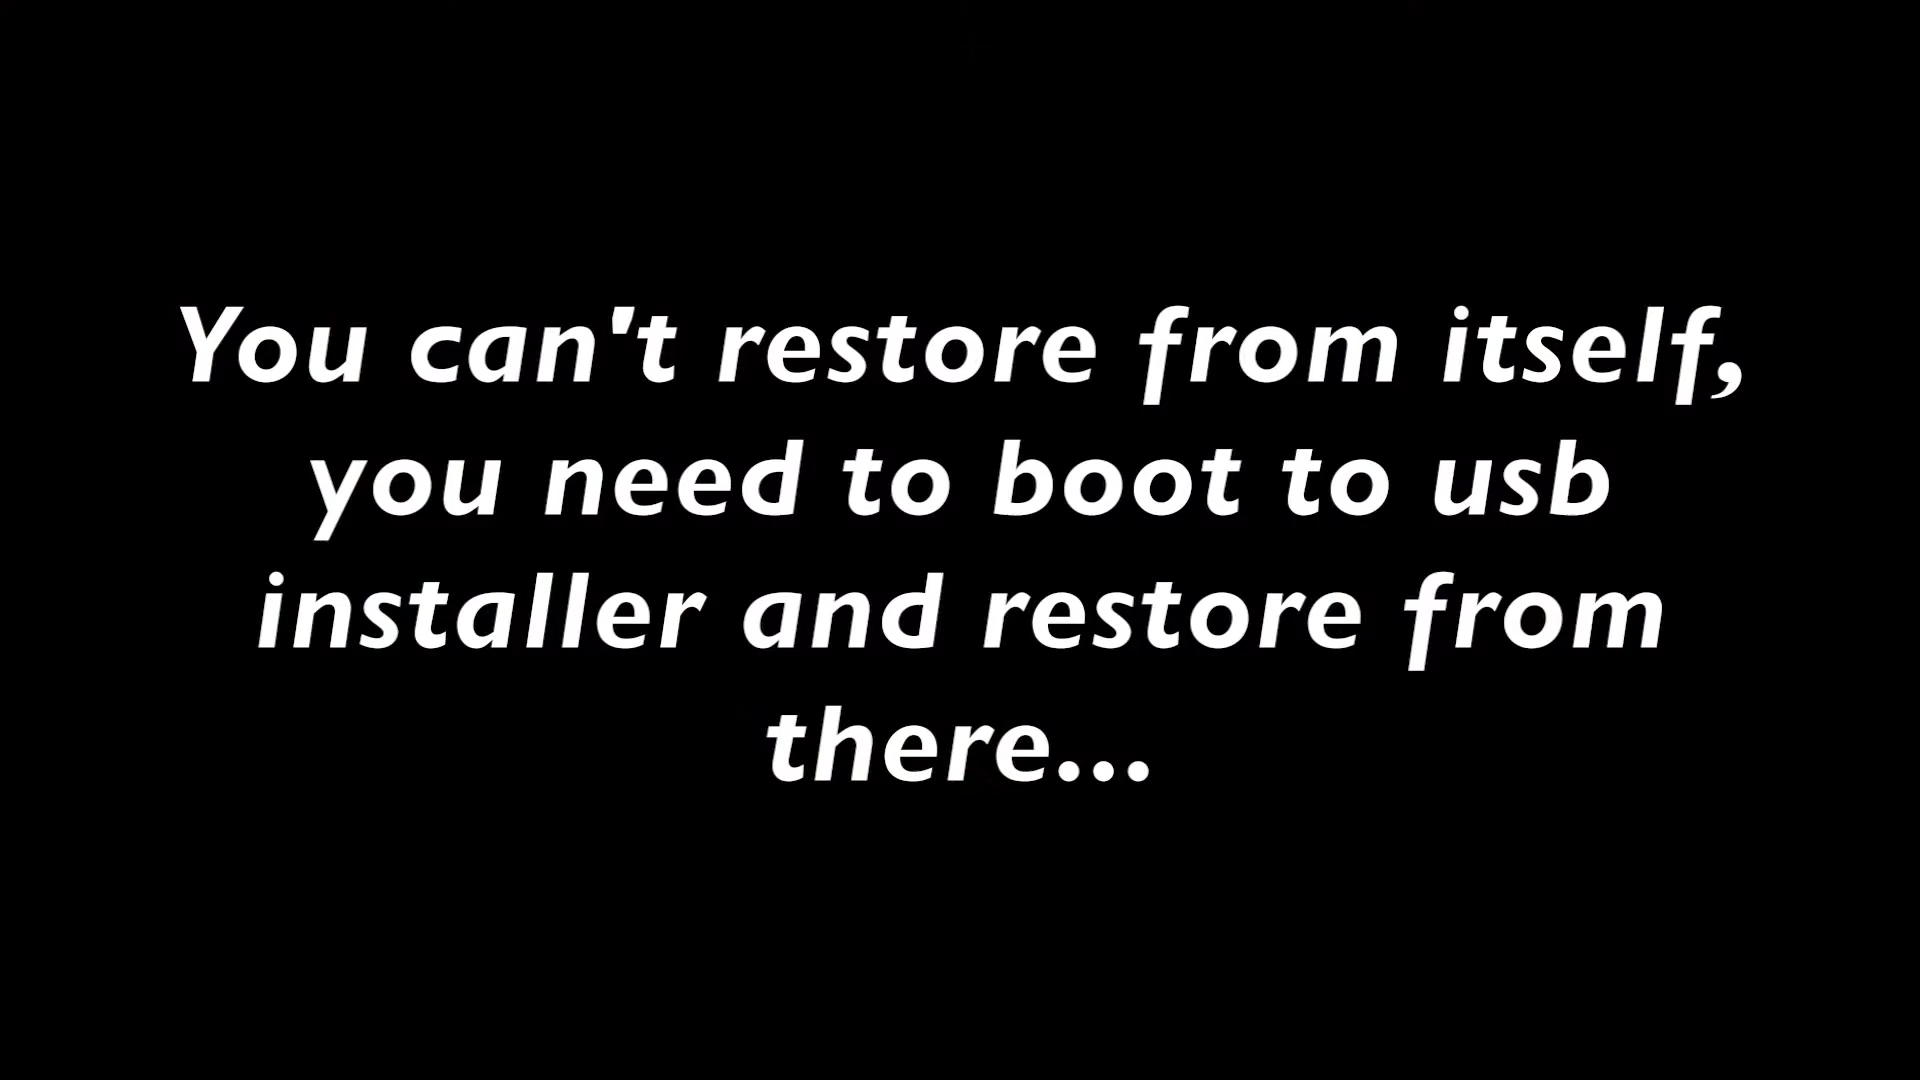 You can't restore from itself,
you need to boot to usb
installer and restore from
there...